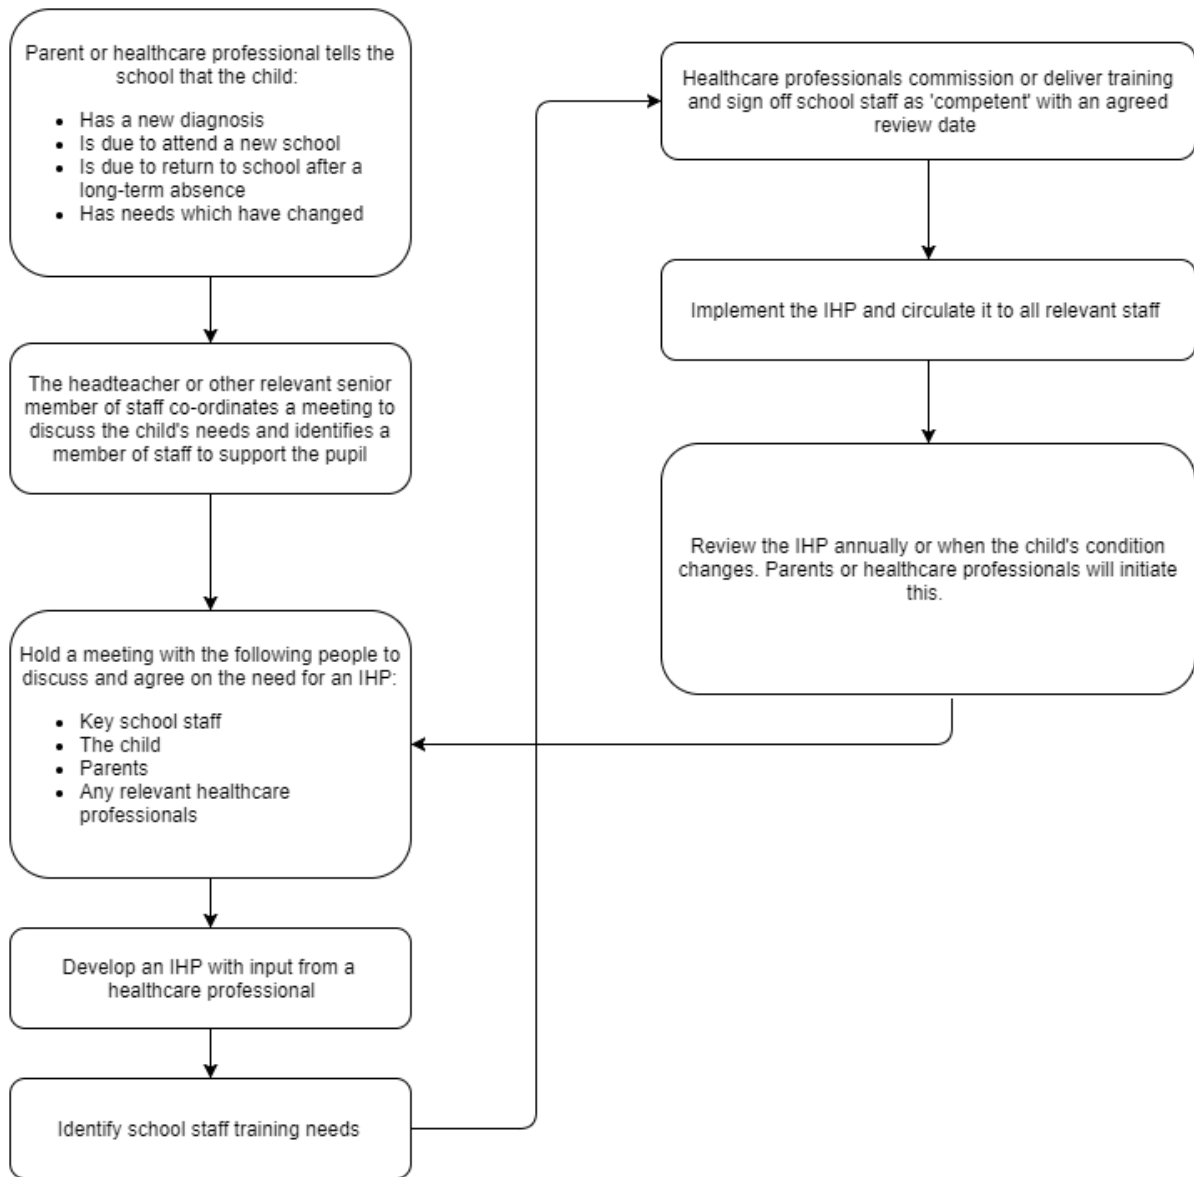 Parent or healthcare professional tells the
school that the child:
• Has a new diagnosis
• Is due to attend a new school
• Is due to return to school after a
long-term absence
• Has needs which have changed
The headteacher or other relevant senior
member of staff co-ordinates a meeting to
discuss the child's needs and identifies a
member of staff to support the pupil
Hold a meeting with the following people to
discuss and agree on the need for an IHP:
• Key school staff
• The child
• Parents
• Any relevant healthcare
professionals
Develop an IHP with input from a
healthcare professional
Identify school staff training needs
Healthcare professionals commission or deliver training
and sign off school staff as 'competent' with an agreed
review date
Implement the IHP and circulate it to all relevant staff
Review the IHP annually or when the child's condition
changes. Parents or healthcare professionals will initiate
this.